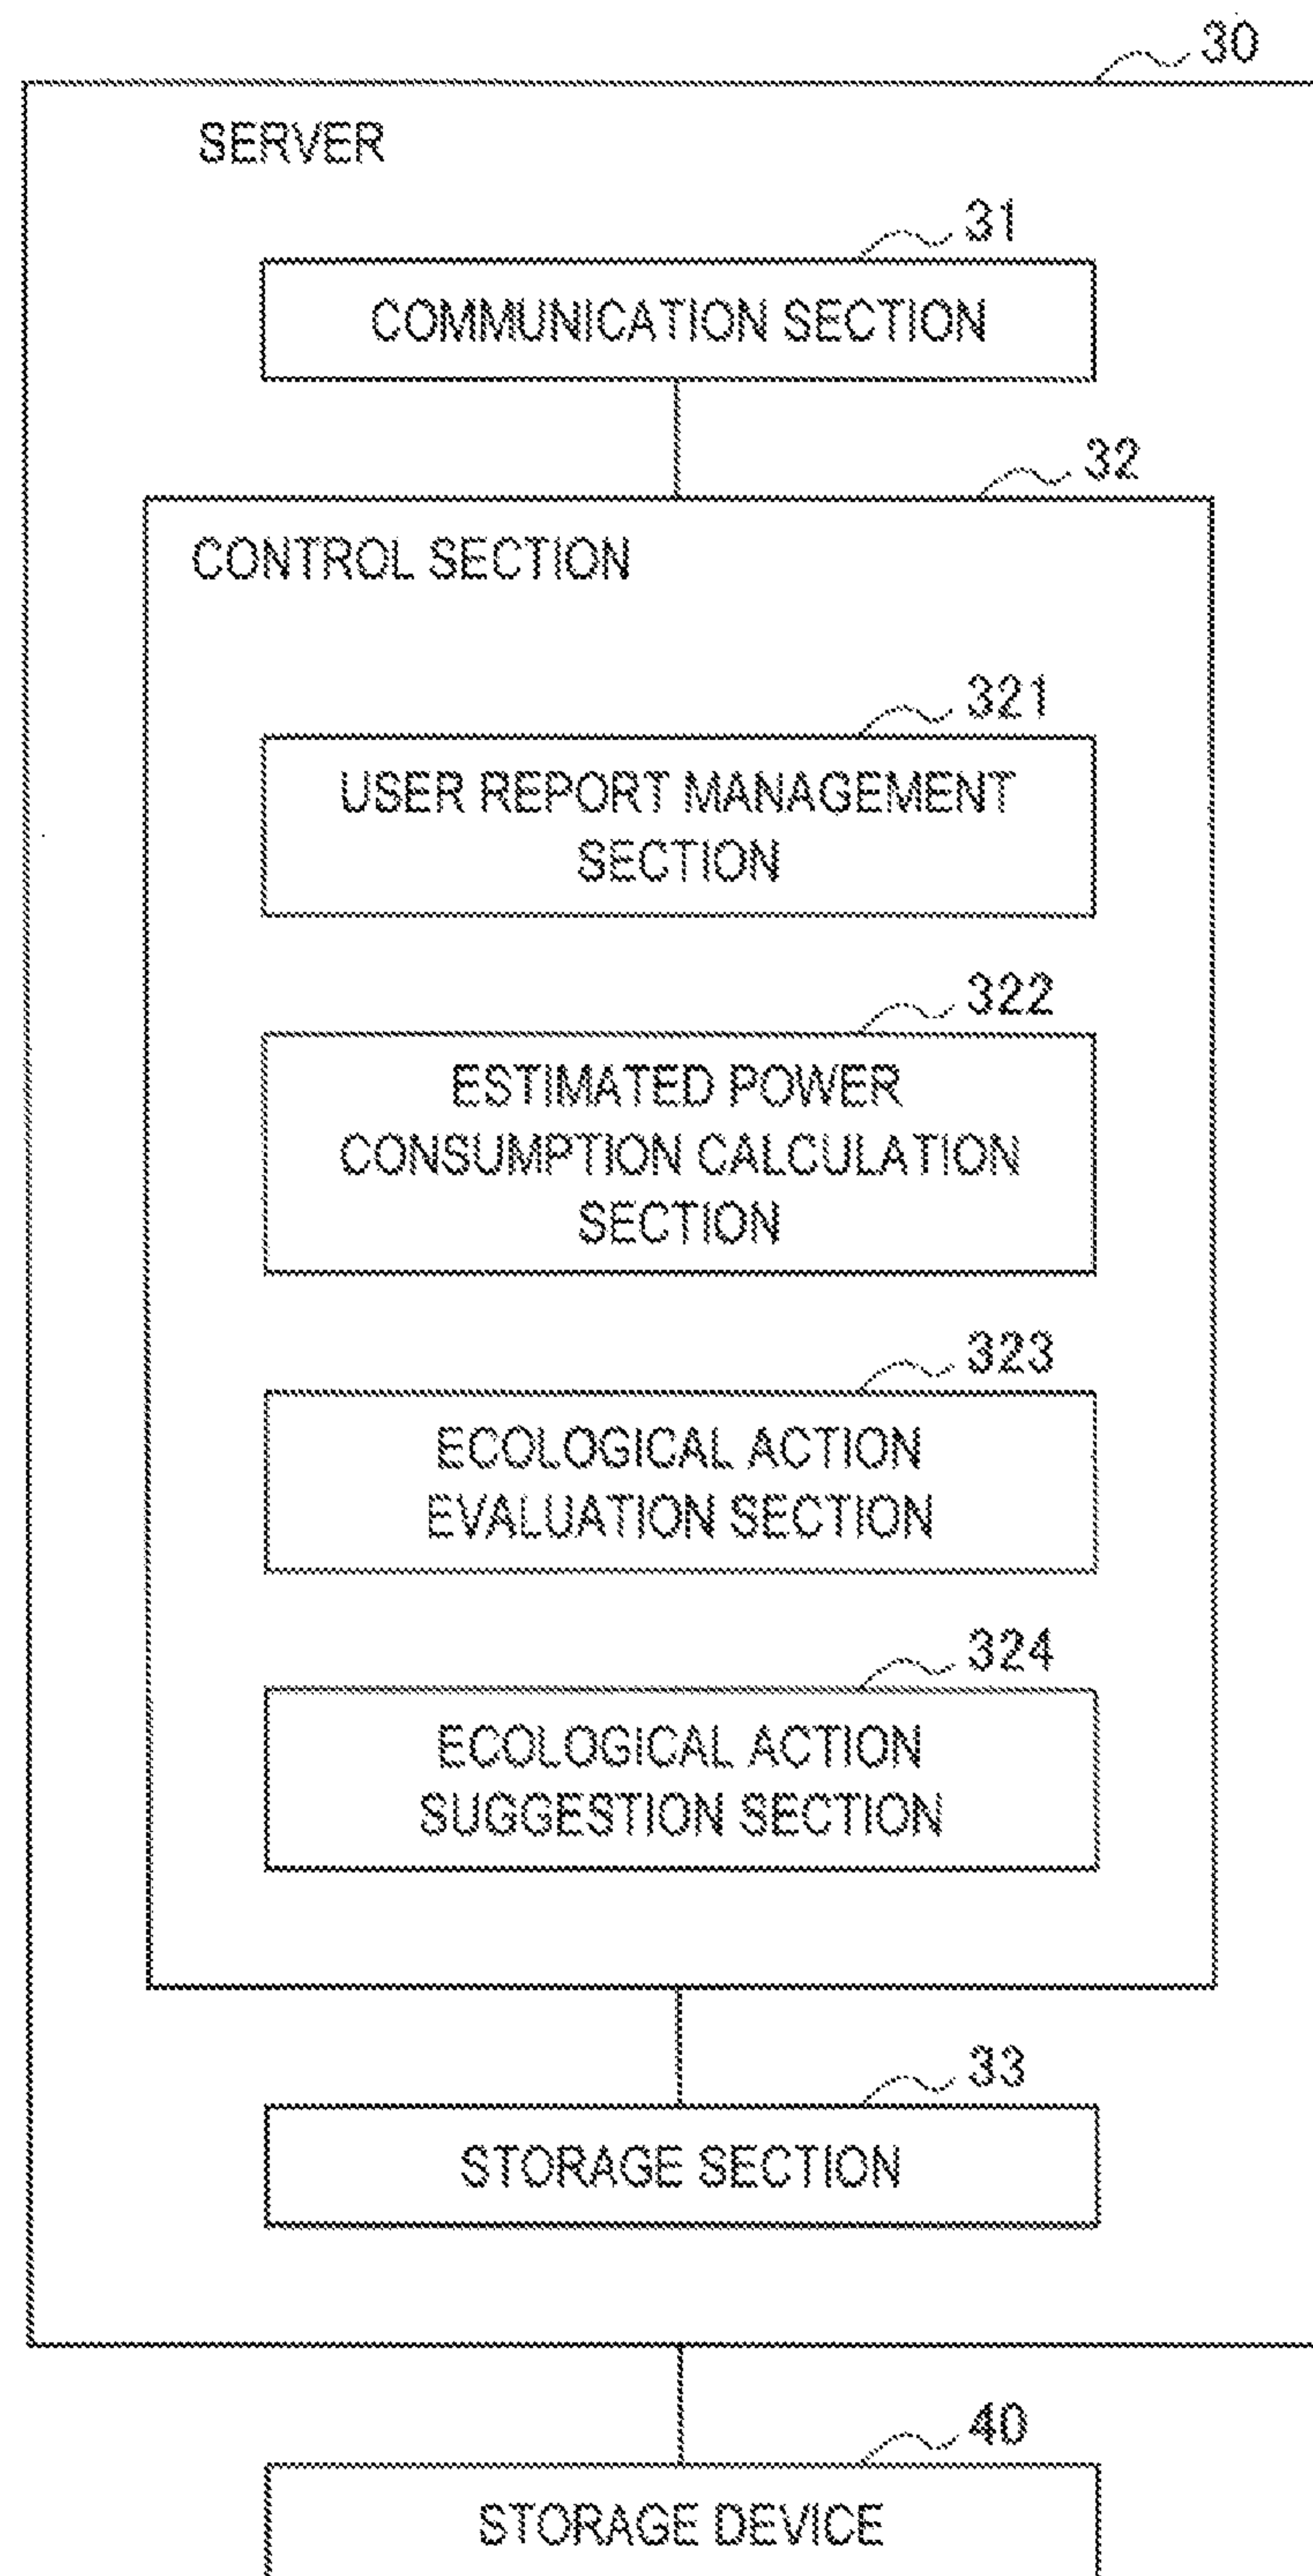 30
SERVER
31
COMMUNICATION SECTION
32
CONTROL SECTION
321
USER REPORT MANAGEMENT
SECTION
322
ESTIMATED POWER
CONSUMPTION CALCULATION
SECTION
323
ECOLOGICAL ACTION
EVALUATION SECTION
324
ECOLOGICAL ACTION
SUGGESTION SECTION
33
STORAGE SECTION
40
STORAGE DEVICE